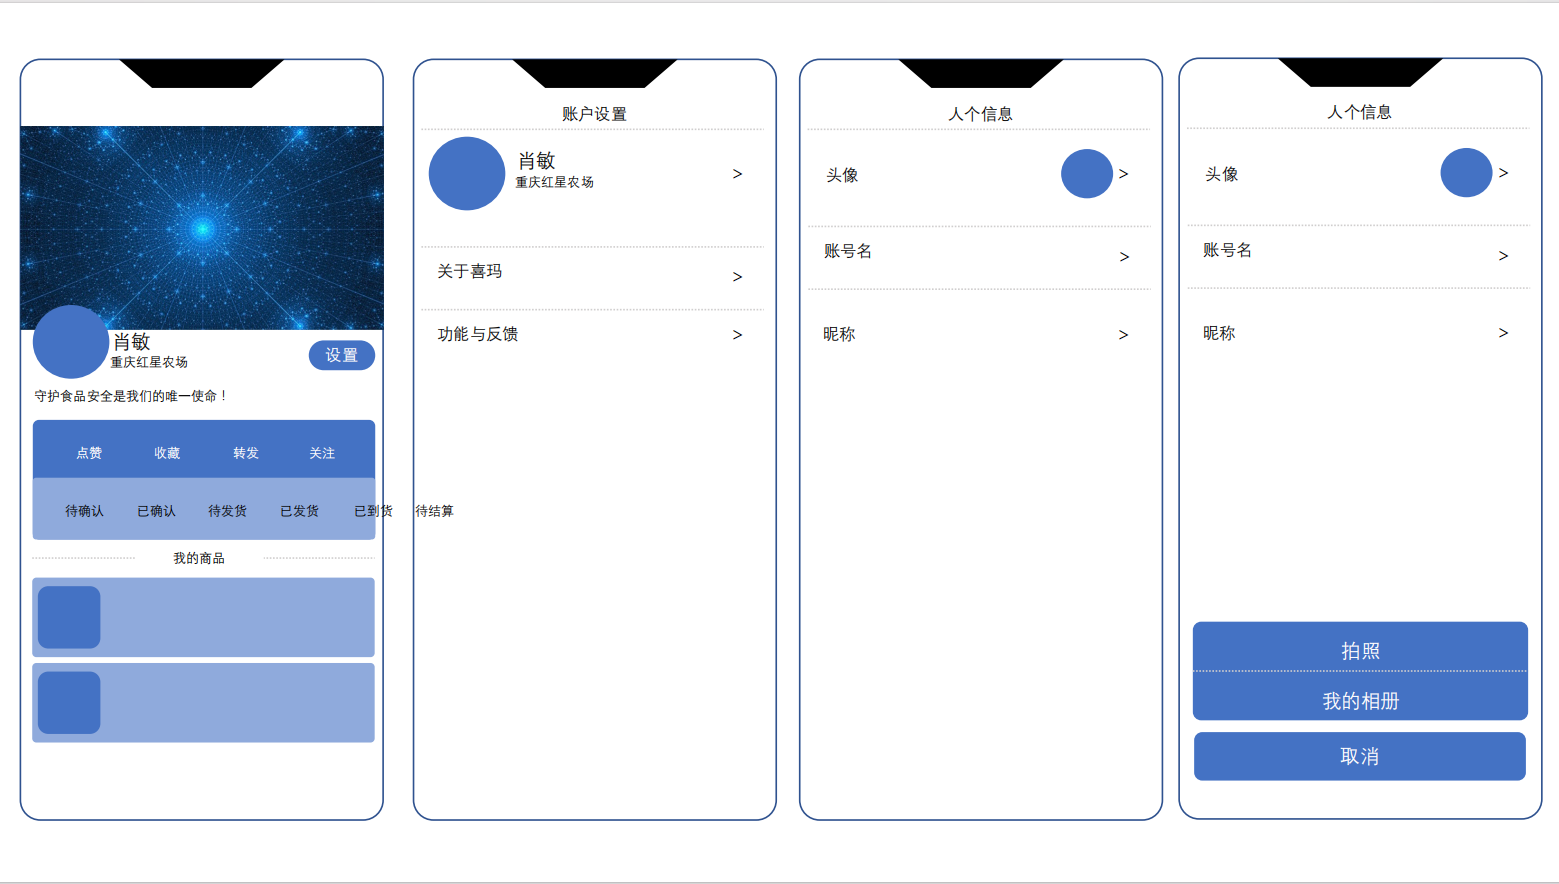 肖敏
重庆红星农场
设置
守护食品安全是我们的唯一使命！
点赞 收藏 转发 关注
待确认 已确认 待发货 已发货 已到货 待结算
我的商品
账户设置
肖敏
重庆红星农场
>
关于喜玛
>
功能与反馈
>
人个信息
头像
>
账号名
>
昵称
>
人个信息
头像
>
账号名
>
昵称
>
拍照
我的相册
取消